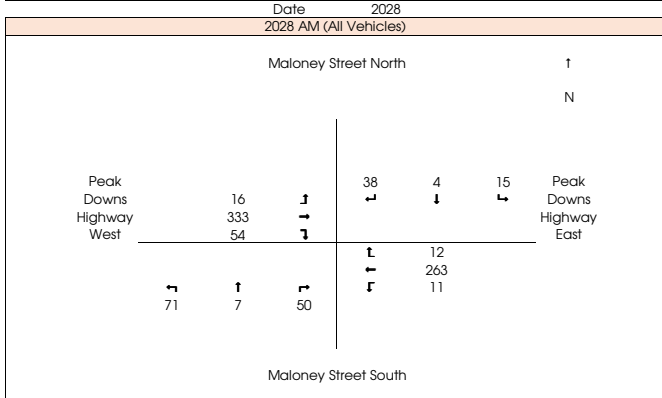 Date 2028
2028 AM (All Vehicles)
Maloney Street North ↑
N
Peak 38 4 15 Peak
Downs 16 ↥ ↵ ↓ ↳ Downs
Highway 333 → Highway
West 54 ↴ East
↥ 12
← 263
↰ ↑ ↱ ↧ 11
71 7 50
Maloney Street South